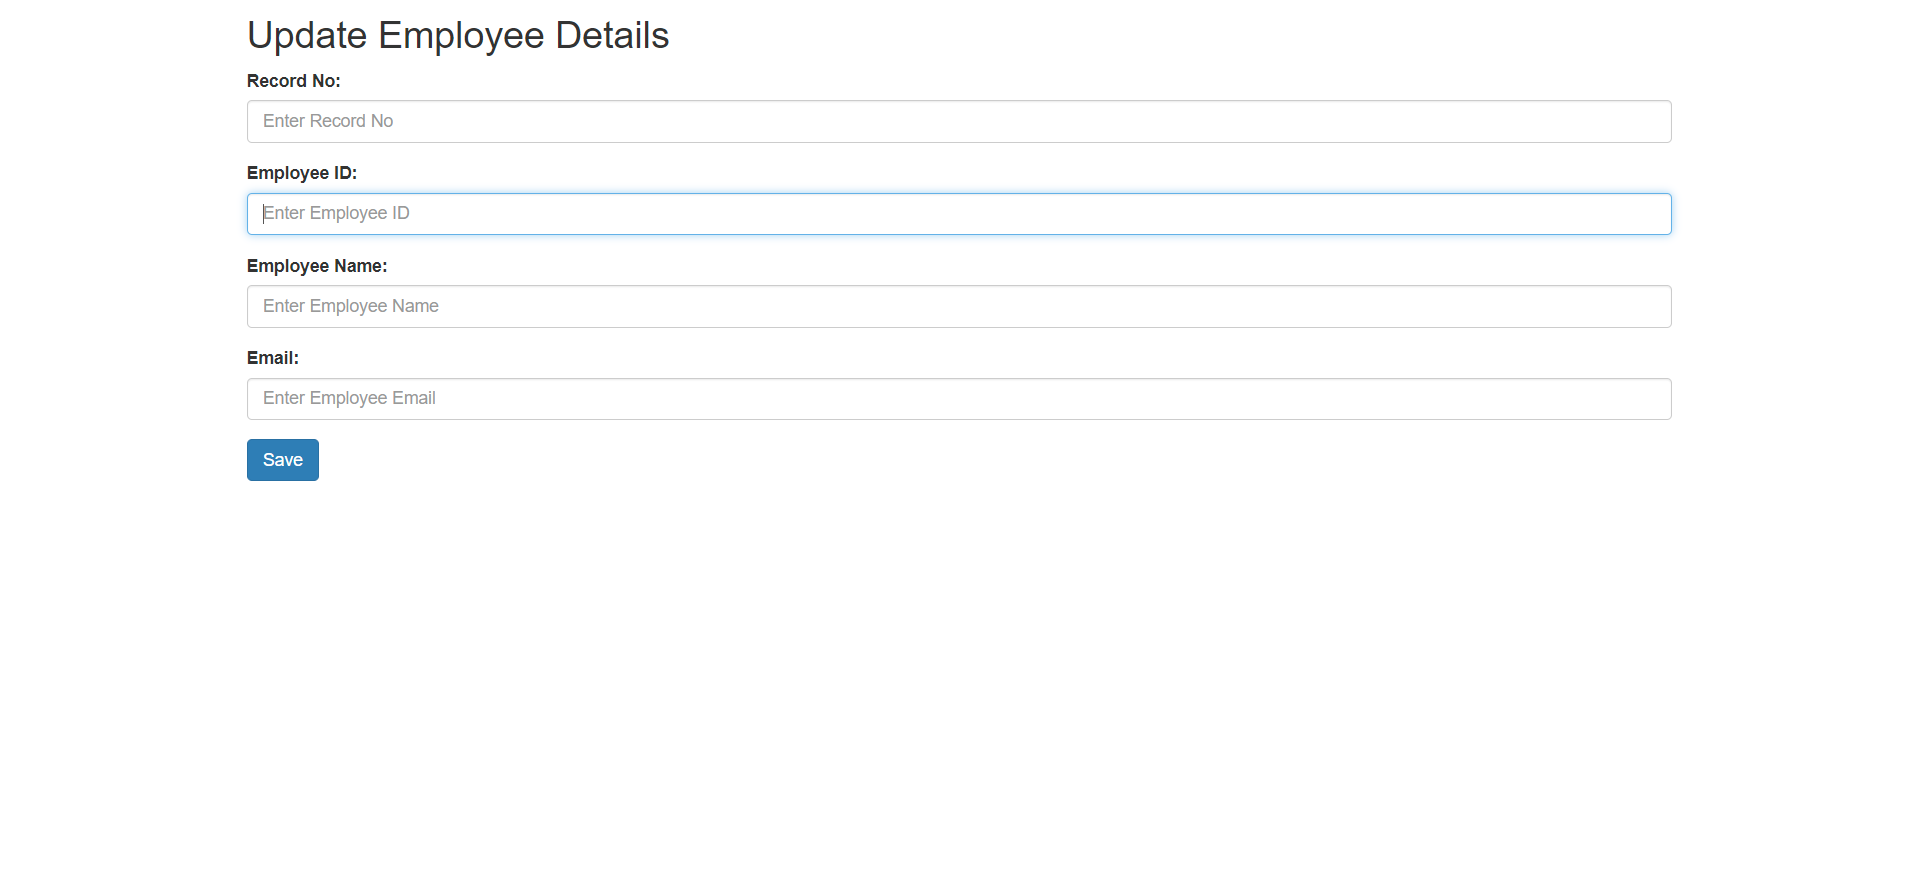 Update Employee Details
Record No:
Enter Record No
Employee ID:
Enter Employee ID
Employee Name:
Enter Employee Name
Email:
Enter Employee Email
Save